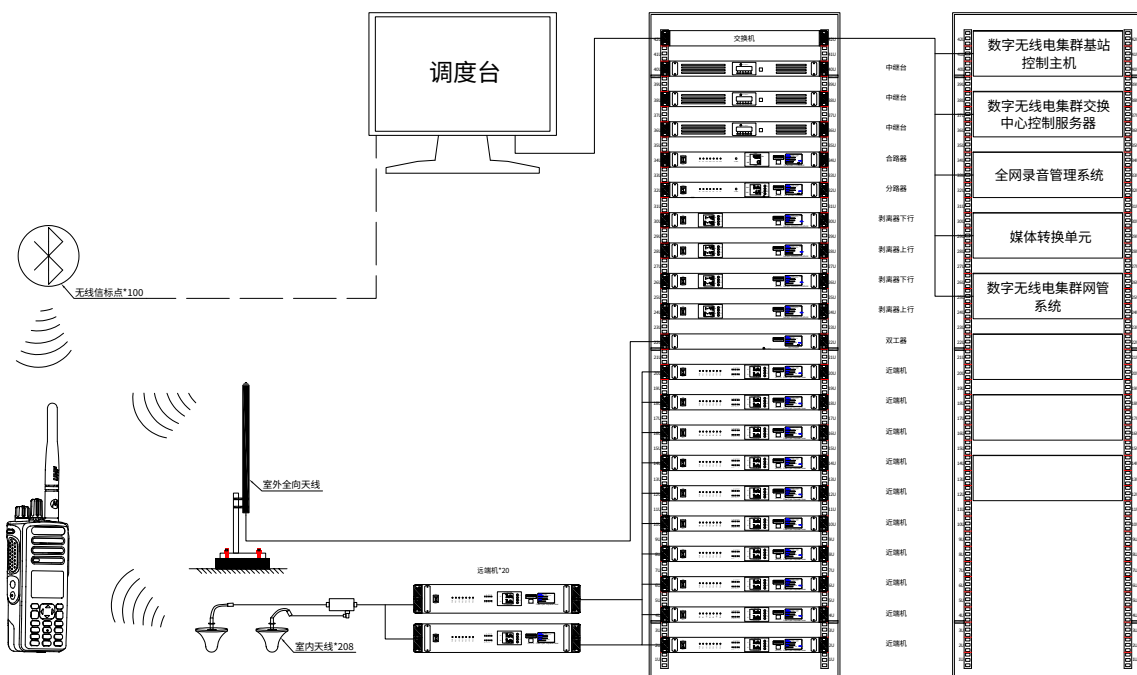 调度台
交换机
中继台
中继台
中继台
合路器
分路器
剥离器下行
剥离器上行
剥离器下行
剥离器上行
双工器
近端机
近端机
近端机
近端机
近端机
近端机
近端机
近端机
近端机
近端机
数字无线电集群基站
控制主机
数字无线电集群交换
中心控制服务器
全网录音管理系统
媒体转换单元
数字无线电集群网管
系统
无线信标点*100
室外全向天线
远端机*20
室内天线*208